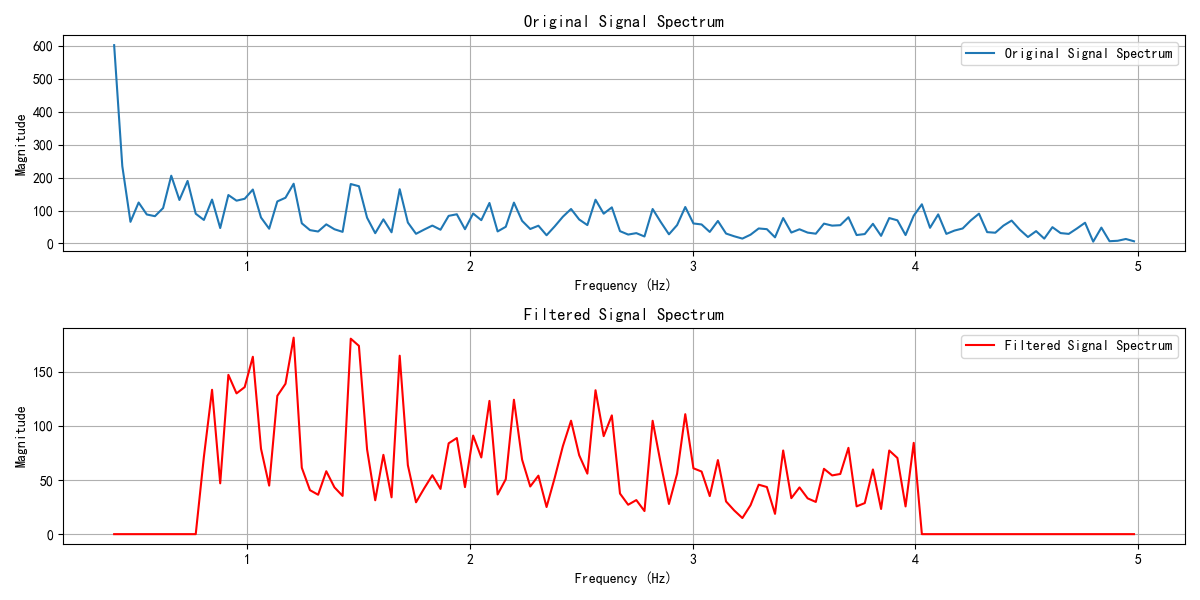 Original Signal Spectrum
600
500
400
300
200
100
0
Magnitude
Original Signal Spectrum
1 2 3 4 5
Frequency (Hz)
Filtered Signal Spectrum
150
100
50
0
Magnitude
Filtered Signal Spectrum
1 2 3 4 5
Frequency (Hz)